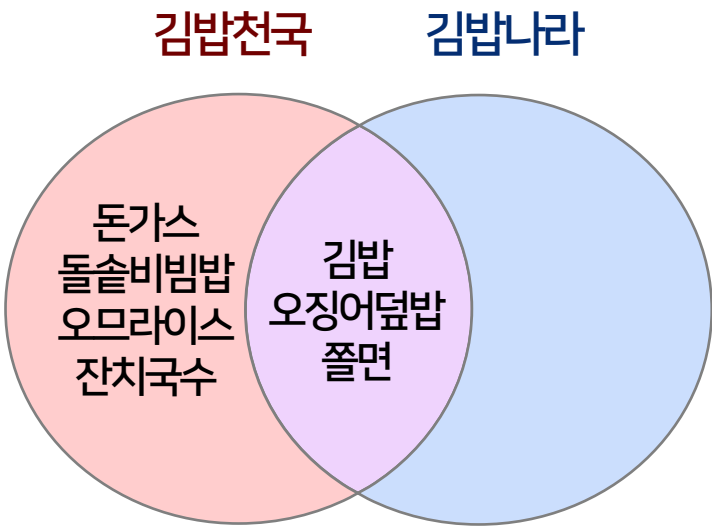 김밥천국 김밥나라
돈가스
돌솥비빔밥
오므라이스
잔치국수
김밥
오징어덮밥
쫄면